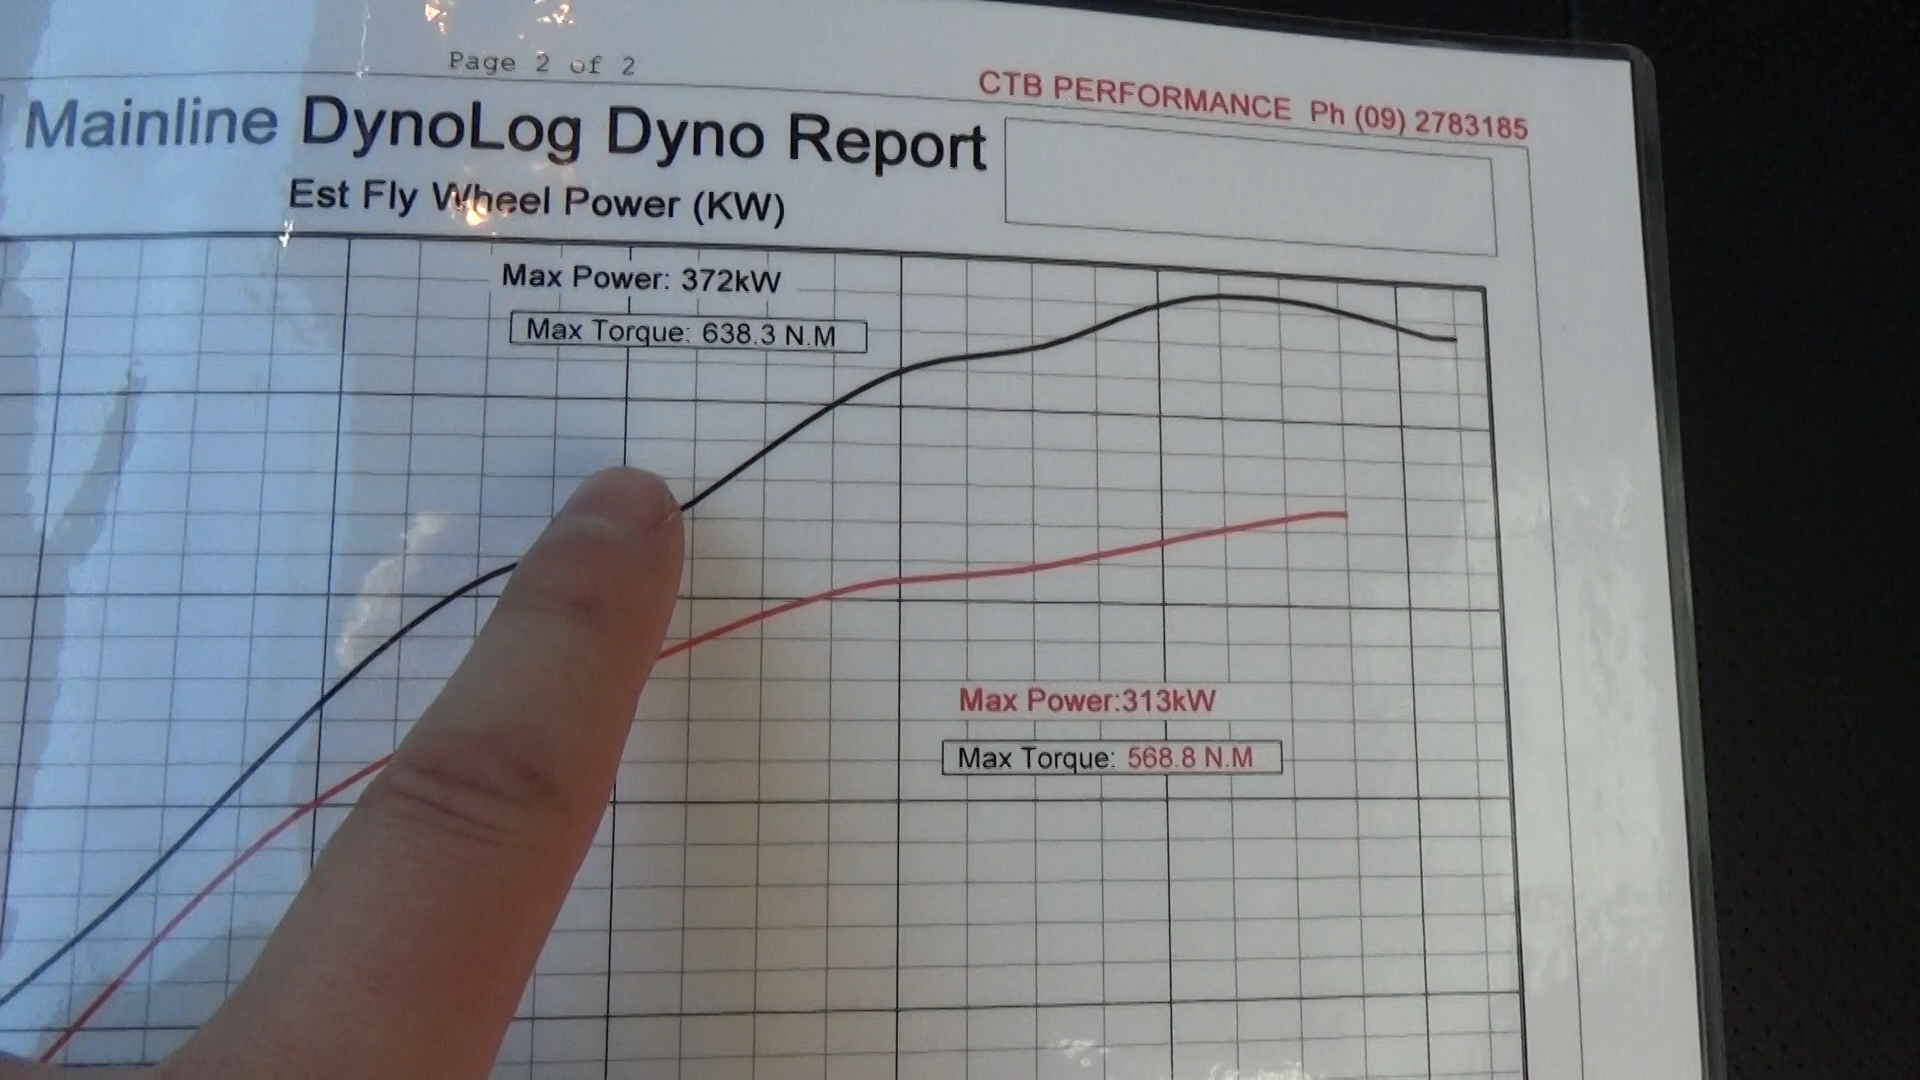 Page 2 of 2
CTB PERFORMANCE Ph (09) 2783185
Mainline DynoLog Dyno Report
Est Fly Wheel Power (KW)
Max Power: 372kW
Max Torque: 638.3 N.M
Max Power:313kW
Max Torque: 568.8 N.M